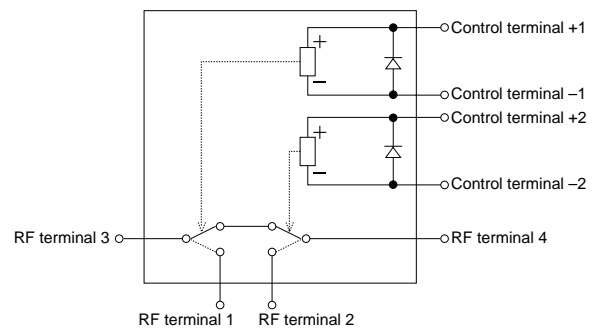 +
Control terminal +1
–
Control terminal –1
Control terminal +2
+
–
Control terminal –2
RF terminal 3
RF terminal 4
RF terminal 1
RF terminal 2